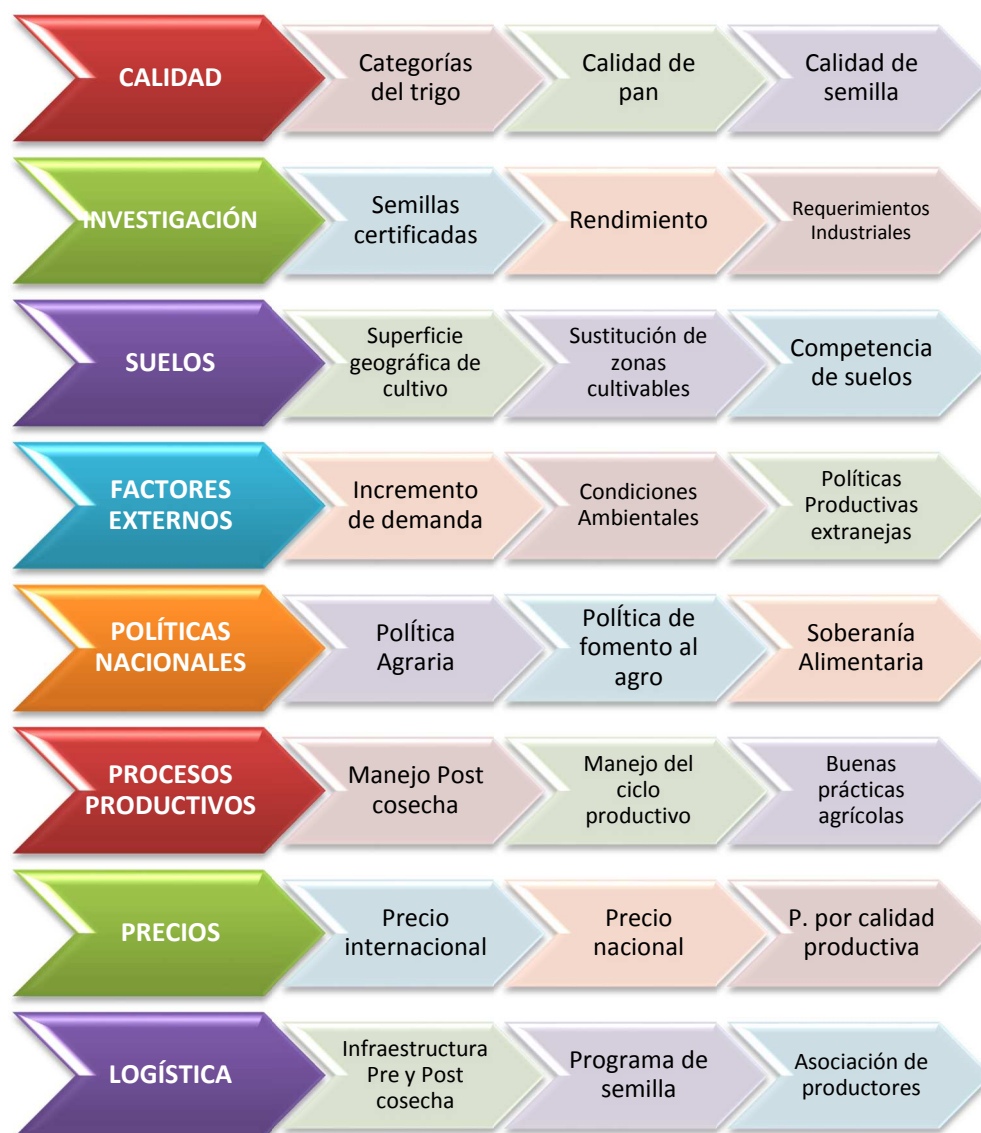 CALIDAD
Categorías
del trigo
Calidad de
pan
Calidad de
semilla
INVESTIGACIÓN
Semillas
certificadas
Rendimiento
Requerimientos
Industriales
SUELOS
Superficie
geográfica de
cultivo
Sustitución de
zonas
cultivables
Competencia
de suelos
FACTORES
EXTERNOS
Incremento
de demanda
Condiciones
Ambientales
Políticas
Productivas
extranejas
POLÍTICAS
NACIONALES
PolÍtica
Agraria
PolÍtica de
fomento al
agro
Soberanía
Alimentaria
PROCESOS
PRODUCTIVOS
Manejo Post
cosecha
Manejo del
ciclo
productivo
Buenas
prácticas
agrícolas
PRECIOS
Precio
internacional
Precio
nacional
P. por calidad
productiva
LOGÍSTICA
Infraestructura
Pre y Post
cosecha
Programa de
semilla
Asociación de
productores